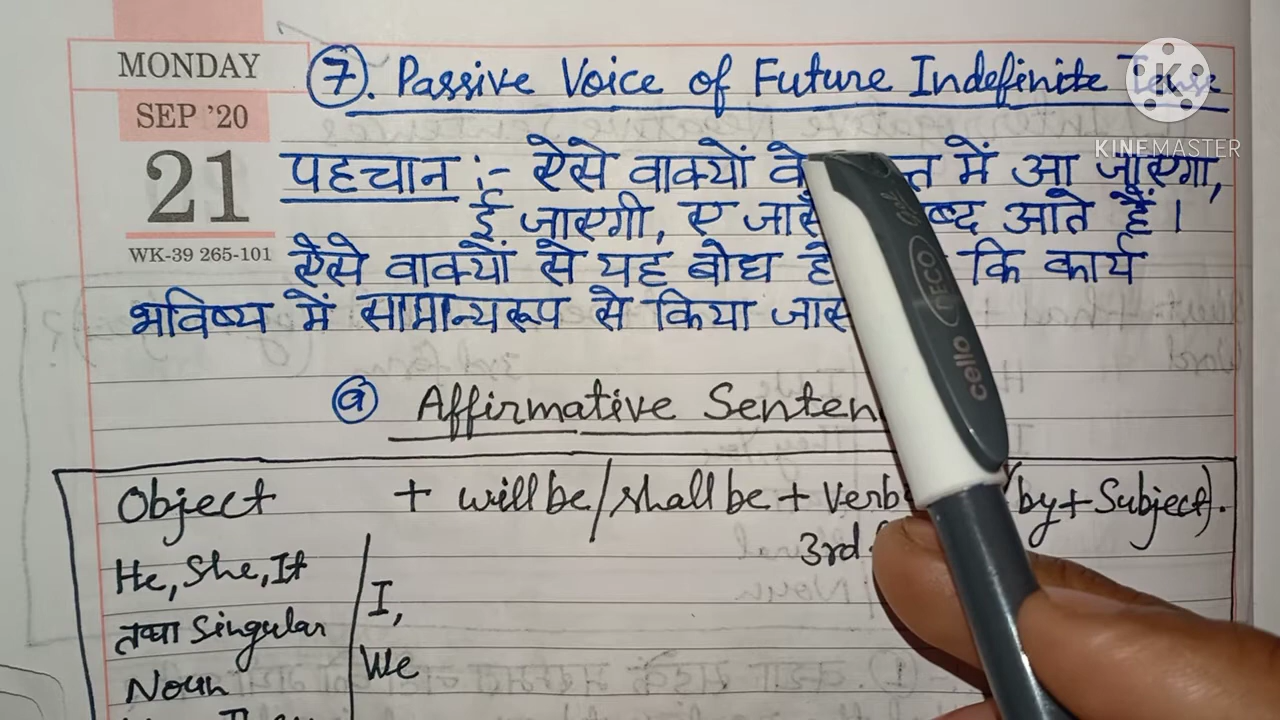 MONDAY
SEP '20
21
WK-39 265-101
7. Passive Voice of Future Indefinite Tense
KINEMASTER
पहचान :- ऐसे वाक्यों के में आ जाएगा,
ई जाएगी, ए आते हैं।
ऐसे वाक्यों से यह बोध कि कार्य
भविष्य में सामान्यरूप से किया
a Affirmative
Object + will be/shall be + Verb (by + Subject).
3rd
He, She, It
I,
तथा Singular
We
Noun
cello TECO